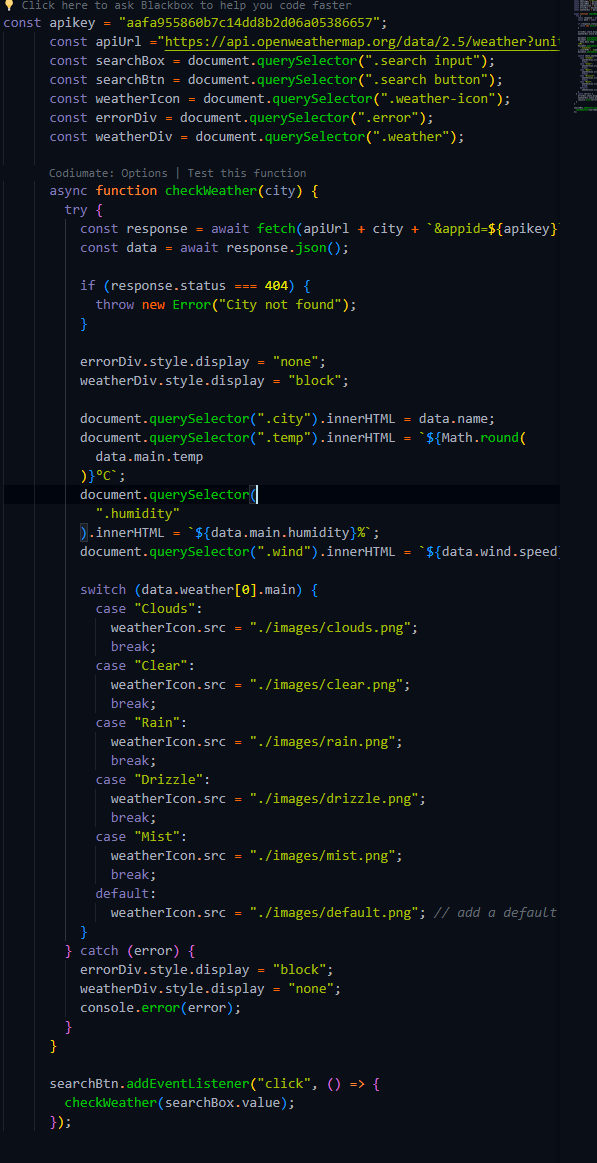 Click here to ask Blackbox to help you code faster
const apikey = "aafa955860b7c14dd8b2d06a05386657";
const apiUrl ="https://api.openweathermap.org/data/2.5/weather?uni
const searchBox = document.querySelector(".search input");
const searchBtn = document.querySelector(".search button");
const weatherIcon = document.querySelector(".weather-icon");
const errorDiv = document.querySelector(".error");
const weatherDiv = document.querySelector(".weather");
Codiumate: Options | Test this function
async function checkWeather(city) {
try {
const response = await fetch(apiUrl + city + `&appid=${apikey}`
const data = await response.json();
if (response.status === 404) {
throw new Error("City not found");
}
errorDiv.style.display = "none";
weatherDiv.style.display = "block";
document.querySelector(".city").innerHTML = data.name;
document.querySelector(".temp").innerHTML = `${Math.round(
data.main.temp
)}°C`;
document.querySelector(
".humidity"
).innerHTML = `${data.main.humidity}%`;
document.querySelector(".wind").innerHTML = `${data.wind.speed}
switch (data.weather[0].main) {
case "Clouds":
weatherIcon.src = "./images/clouds.png";
break;
case "Clear":
weatherIcon.src = "./images/clear.png";
break;
case "Rain":
weatherIcon.src = "./images/rain.png";
break;
case "Drizzle":
weatherIcon.src = "./images/drizzle.png";
break;
case "Mist":
weatherIcon.src = "./images/mist.png";
break;
default:
weatherIcon.src = "./images/default.png"; // add a default
}
} catch (error) {
errorDiv.style.display = "block";
weatherDiv.style.display = "none";
console.error(error);
}
}
searchBtn.addEventListener("click", () => {
checkWeather(searchBox.value);
});